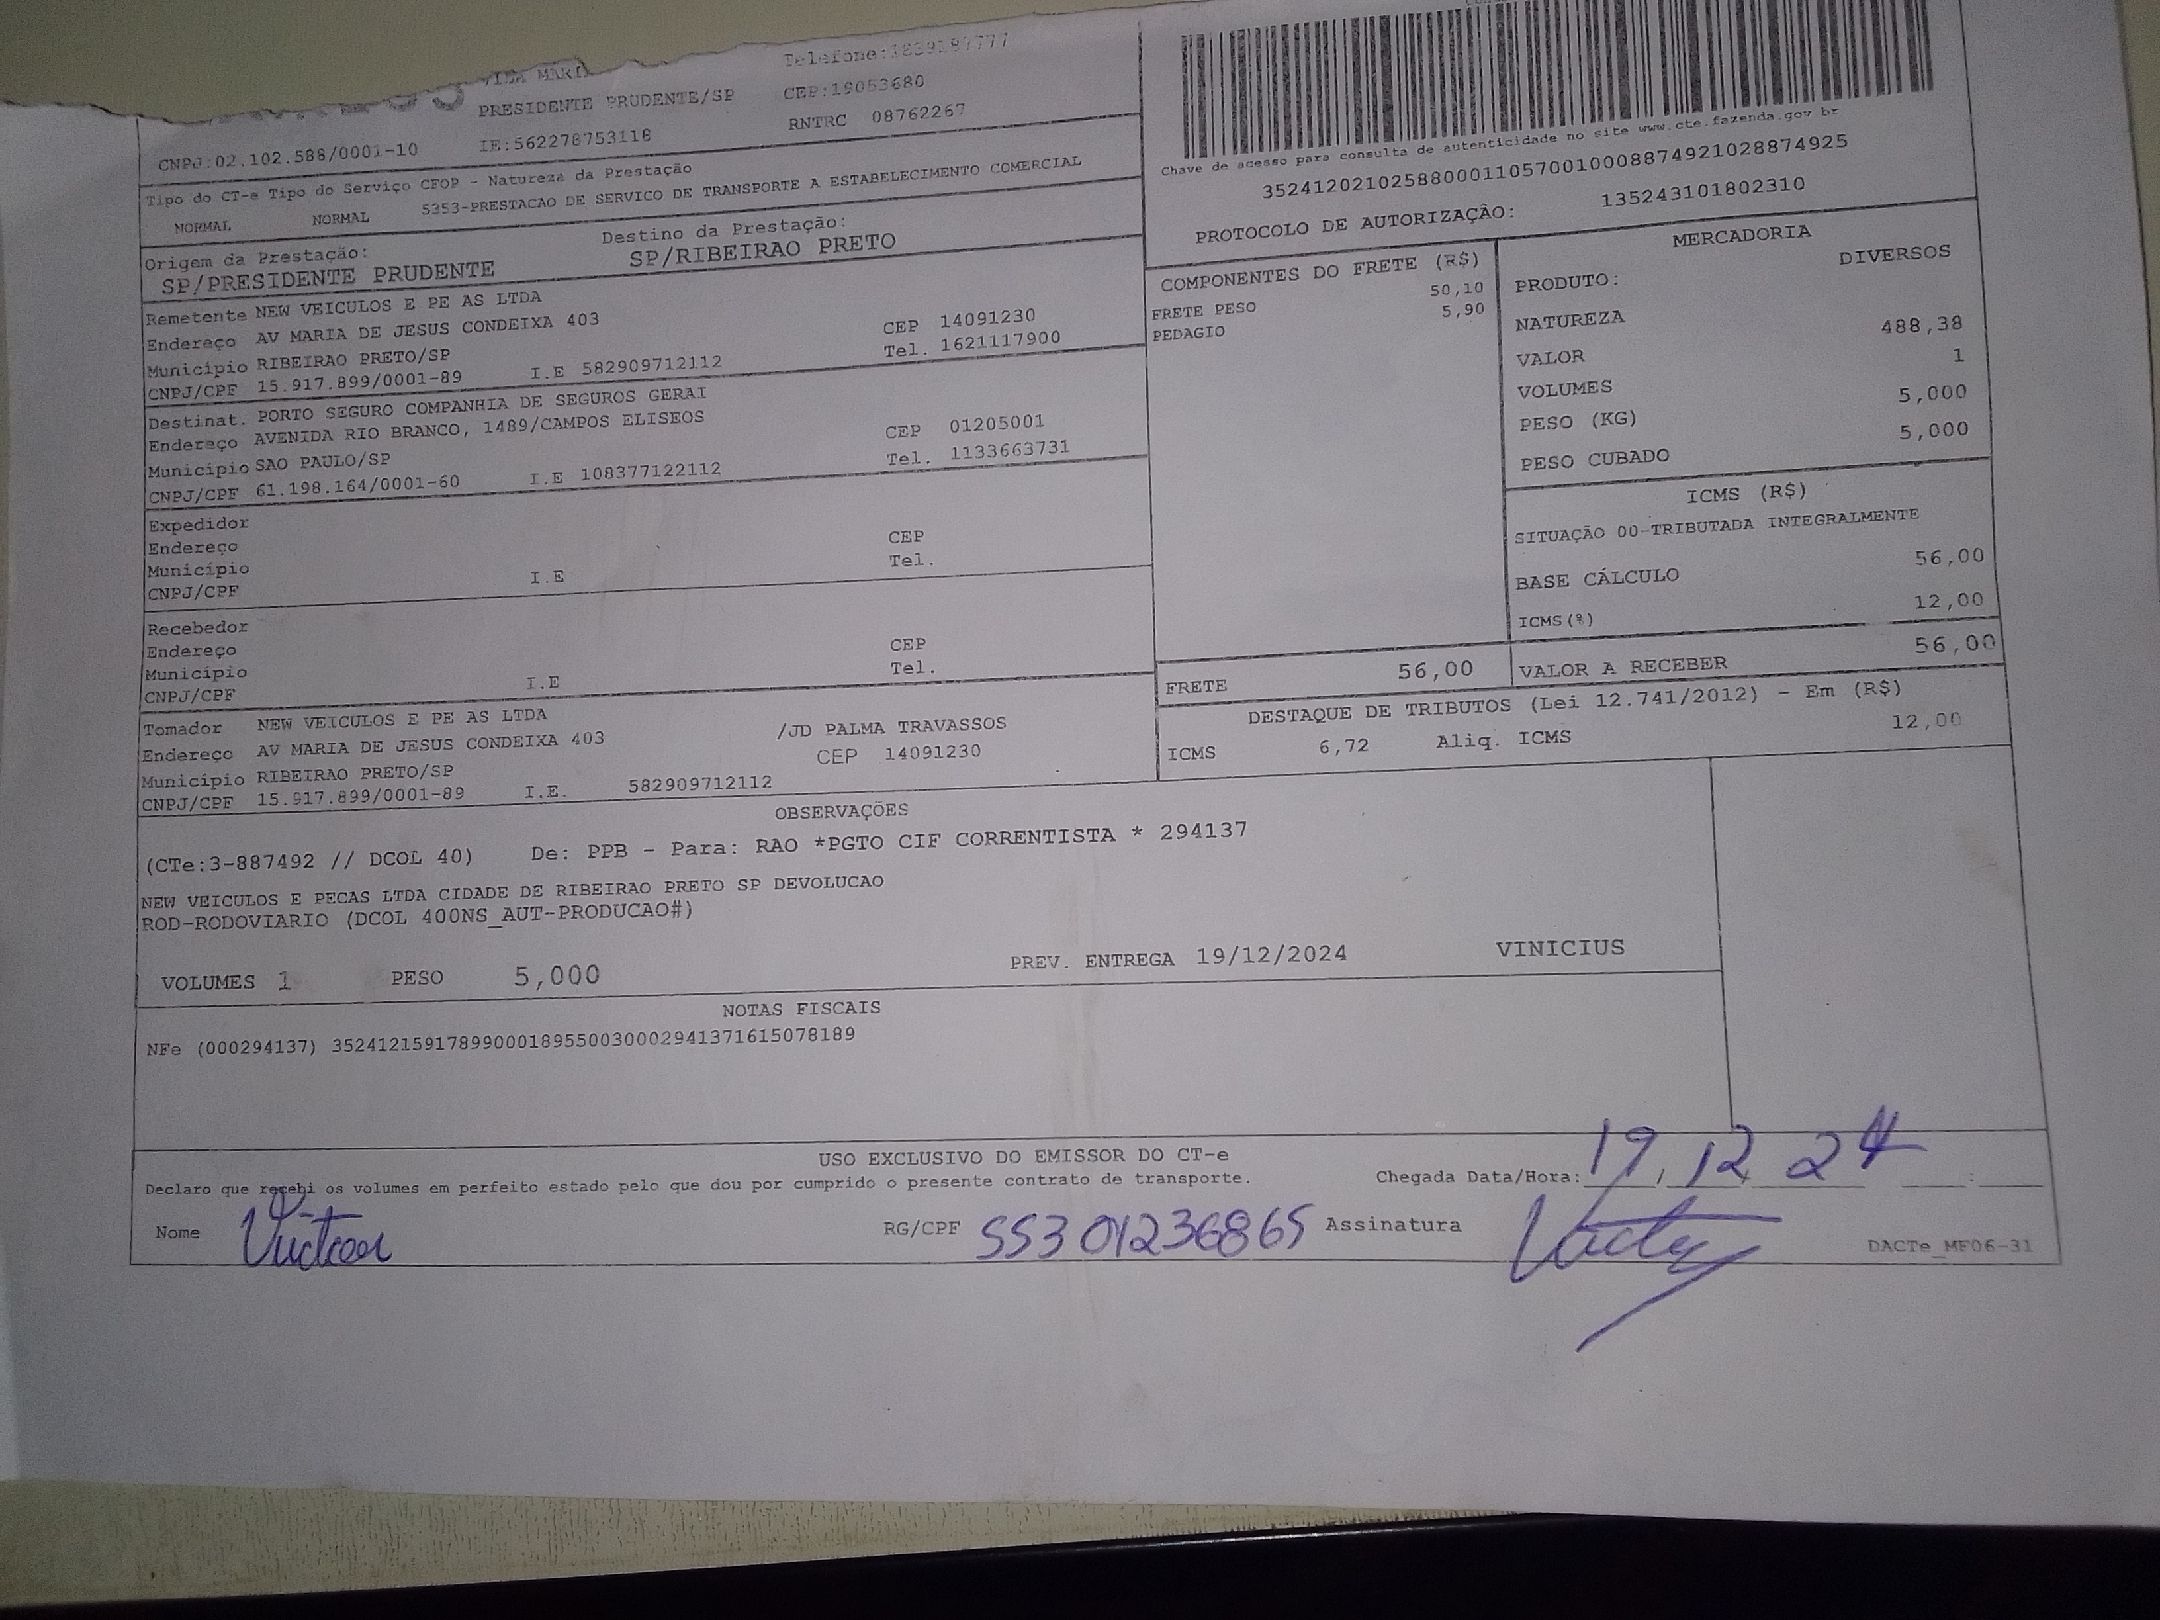 Telefone:1839187777
PRESIDENTE PRUDENTE/SP CEP:19053680
CNPJ:02.102.588/0001-10 IE:562278753118 RNTRC 08762267
Tipo do CT-e Tipo do Serviço CFOP - Natureza da Prestação
NORMAL NORMAL 5353-PRESTACAO DE SERVICO DE TRANSPORTE A ESTABELECIMENTO COMERCIAL
Origem da Prestação: Destino da Prestação:
SP/PRESIDENTE PRUDENTE SP/RIBEIRAO PRETO
Remetente NEW VEICULOS E PE AS LTDA
Endereço AV MARIA DE JESUS CONDEIXA 403 CEP 14091230
Município RIBEIRAO PRETO/SP Tel. 1621117900
CNPJ/CPF 15.917.899/0001-89 I.E 582909712112
Destinat. PORTO SEGURO COMPANHIA DE SEGUROS GERAI
Endereço AVENIDA RIO BRANCO, 1489/CAMPOS ELISEOS CEP 01205001
Município SAO PAULO/SP Tel. 1133663731
CNPJ/CPF 61.198.164/0001-60 I.E 108377122112
Expedidor
Endereço CEP
Município Tel.
CNPJ/CPF I.E
Recebedor
Endereço CEP
Município Tel.
CNPJ/CPF I.E
Tomador NEW VEICULOS E PE AS LTDA
Endereço AV MARIA DE JESUS CONDEIXA 403 /JD PALMA TRAVASSOS
Município RIBEIRAO PRETO/SP CEP 14091230
CNPJ/CPF 15.917.899/0001-89 I.E. 582909712112
Chave de acesso para consulta de autenticidade no site www.cte.fazenda.gov br
35241202102588000110570010008874921028874925
PROTOCOLO DE AUTORIZAÇÃO: 135243101802310
COMPONENTES DO FRETE (R$)
FRETE PESO 50,10
PEDAGIO 5,90
MERCADORIA
PRODUTO: DIVERSOS
NATUREZA
VALOR 488,38
VOLUMES 1
PESO (KG) 5,000
PESO CUBADO 5,000
ICMS (R$)
SITUAÇÃO 00-TRIBUTADA INTEGRALMENTE
BASE CÁLCULO 56,00
ICMS(%) 12,00
FRETE 56,00 VALOR A RECEBER 56,00
DESTAQUE DE TRIBUTOS (Lei 12.741/2012) - Em (R$)
ICMS 6,72 Aliq. ICMS 12,00
OBSERVAÇÕES
(CTe:3-887492 // DCOL 40) De: PPB - Para: RAO *PGTO CIF CORRENTISTA * 294137
NEW VEICULOS E PECAS LTDA CIDADE DE RIBEIRAO PRETO SP DEVOLUCAO
ROD-RODOVIARIO (DCOL 400NS_AUT-PRODUCAO#)
VOLUMES 1 PESO 5,000 PREV. ENTREGA 19/12/2024 VINICIUS
NOTAS FISCAIS
NFe (000294137) 35241215917899000189550030002941371615078189
USO EXCLUSIVO DO EMISSOR DO CT-e
Declaro que recebi os volumes em perfeito estado pelo que dou por cumprido o presente contrato de transporte. Chegada Data/Hora: 19 / 12 24 :
Nome RG/CPF 55301236865 Assinatura
DACTe_MF06-31